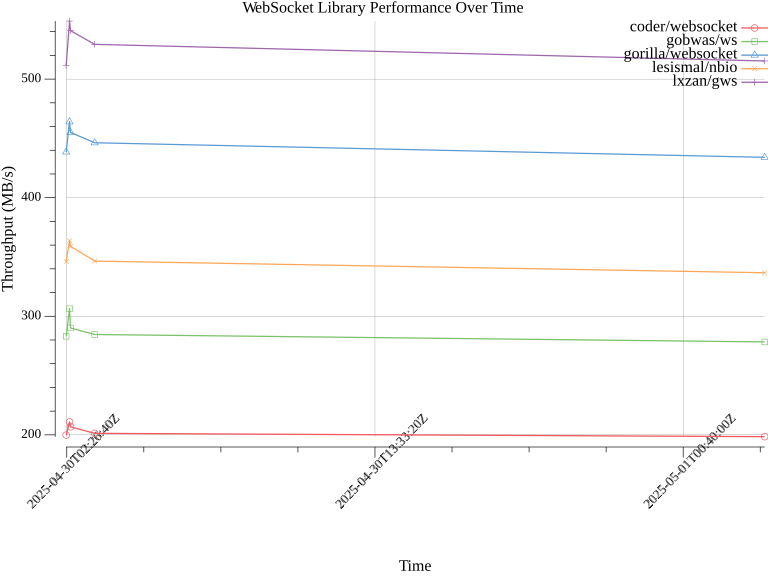 WebSocket Library Performance Over Time
coder/websocket
gobwas/ws
gorilla/websocket
lesismal/nbio
lxzan/gws
Throughput (MB/s)
500
400
300
200
2025-04-30T02:26:40Z
2025-04-30T13:33:20Z
2025-05-01T00:40:00Z
Time